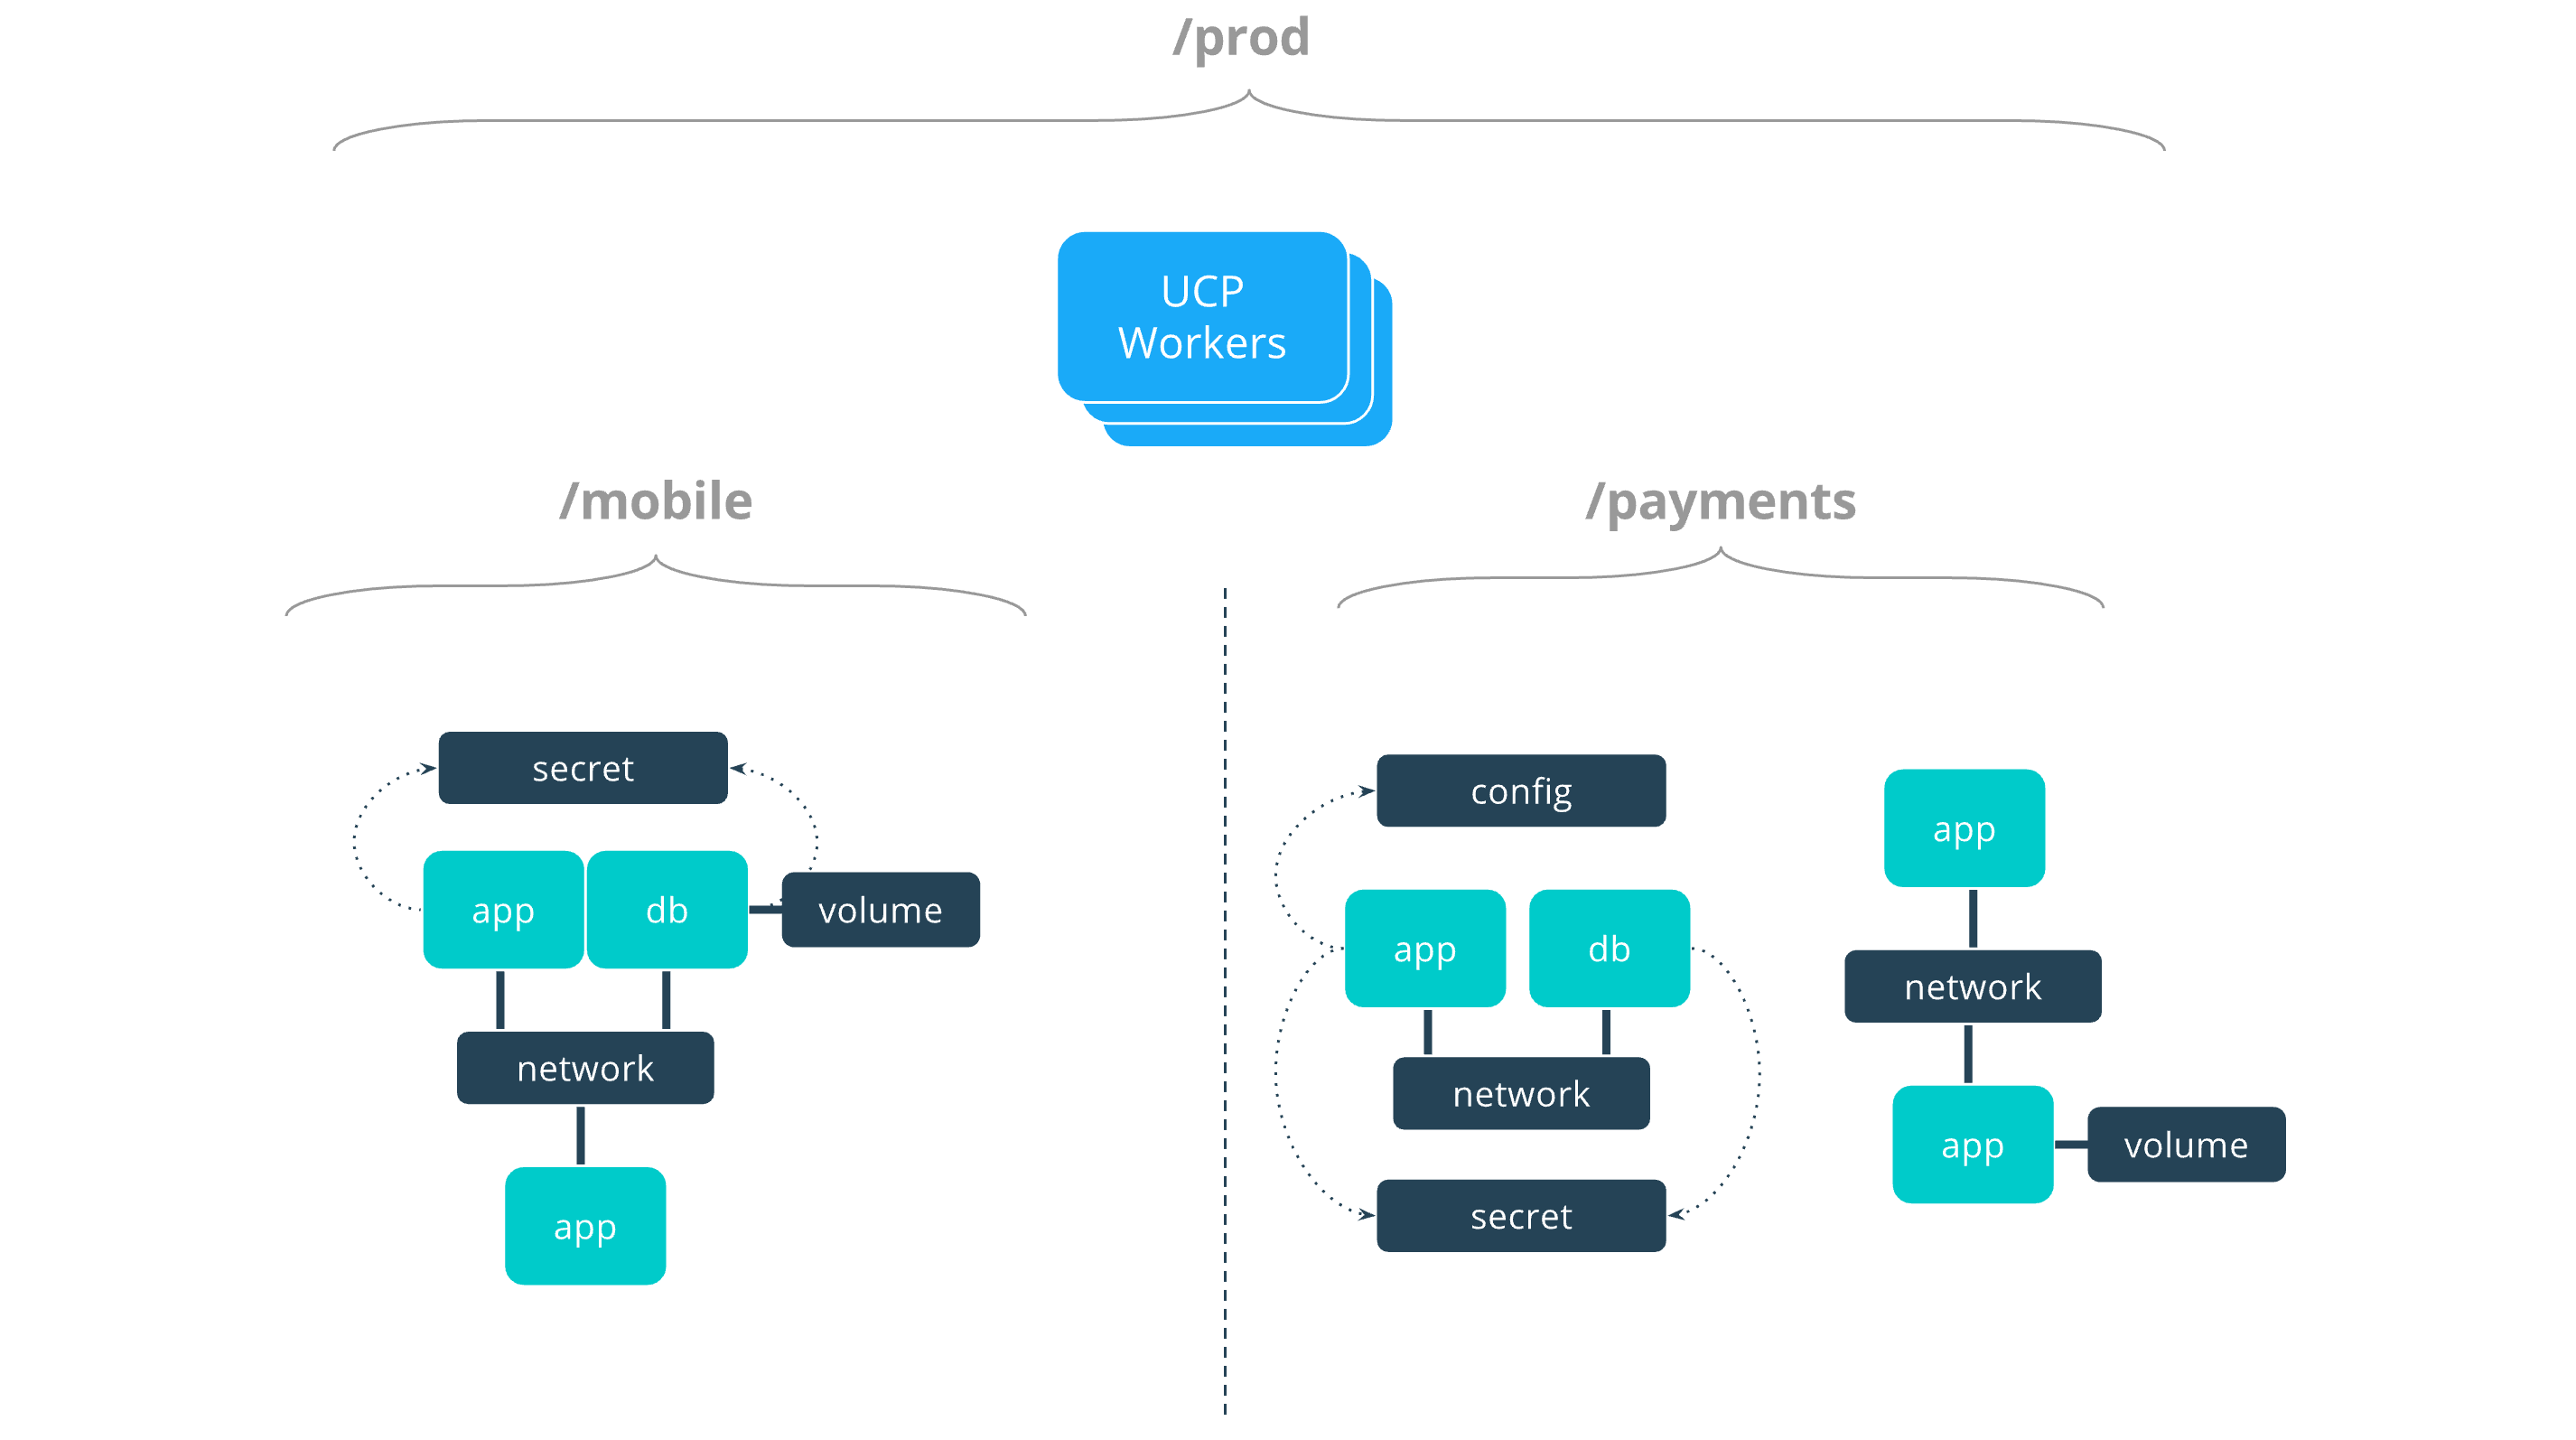 /prod
UCP
Workers
/mobile
/payments
secret
app
db
volume
network
app
config
app
db
network
secret
app
network
app
volume